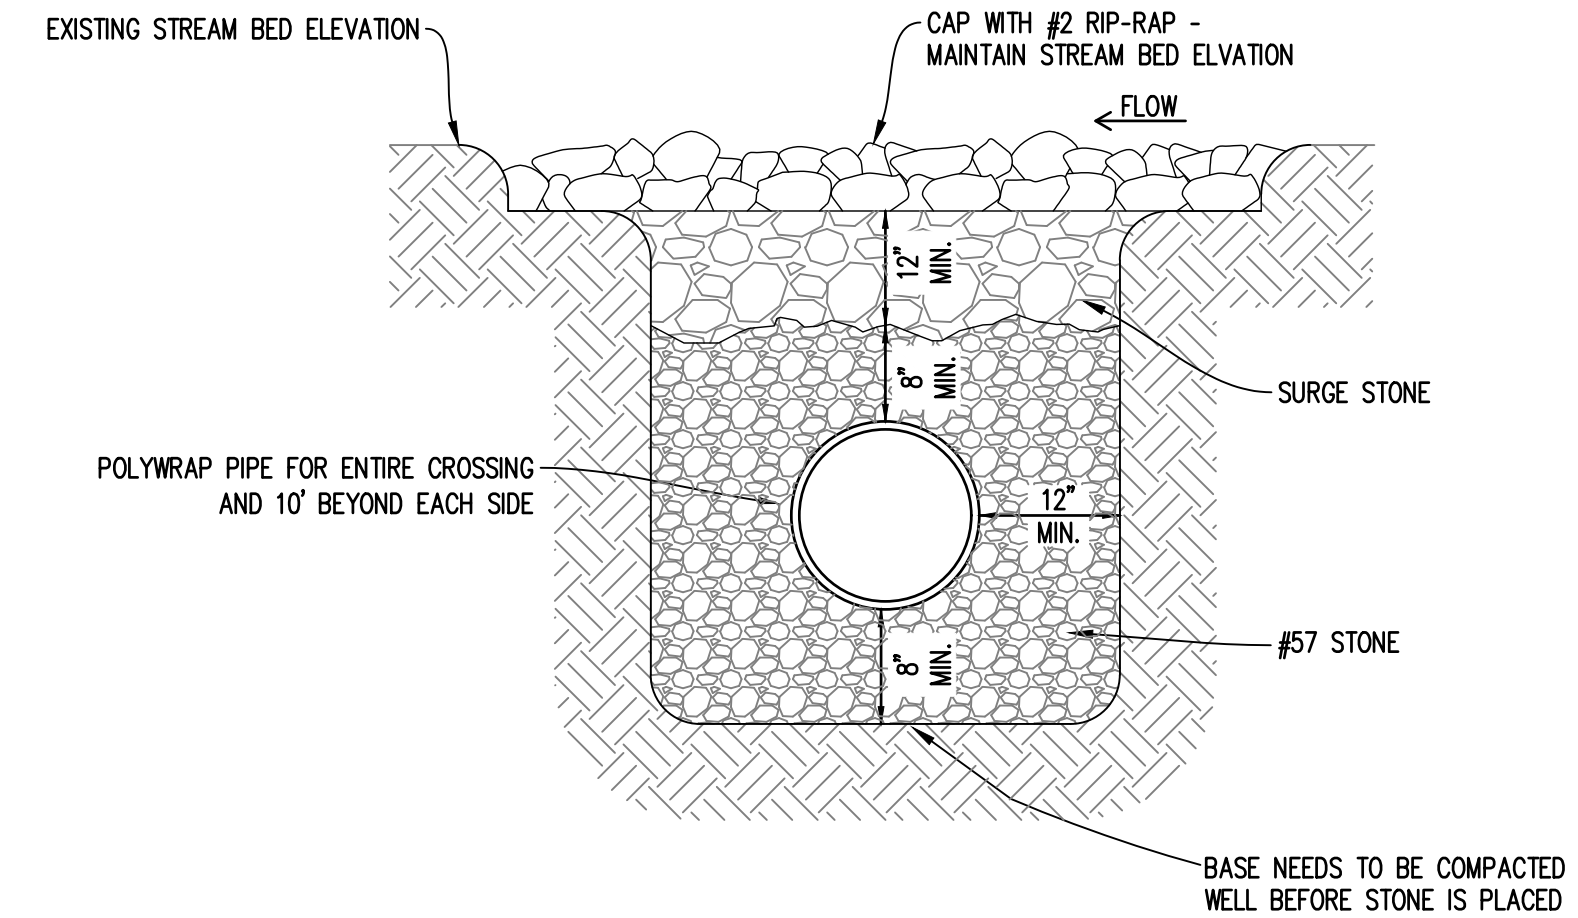 EXISTING STREAM BED ELEVATION
CAP WITH #2 RIP-RAP -
MAINTAIN STREAM BED ELVATION
FLOW
12"
MIN.
8"
MIN.
SURGE STONE
POLYWRAP PIPE FOR ENTIRE CROSSING
AND 10' BEYOND EACH SIDE
12"
MIN.
#57 STONE
8"
MIN.
BASE NEEDS TO BE COMPACTED
WELL BEFORE STONE IS PLACED